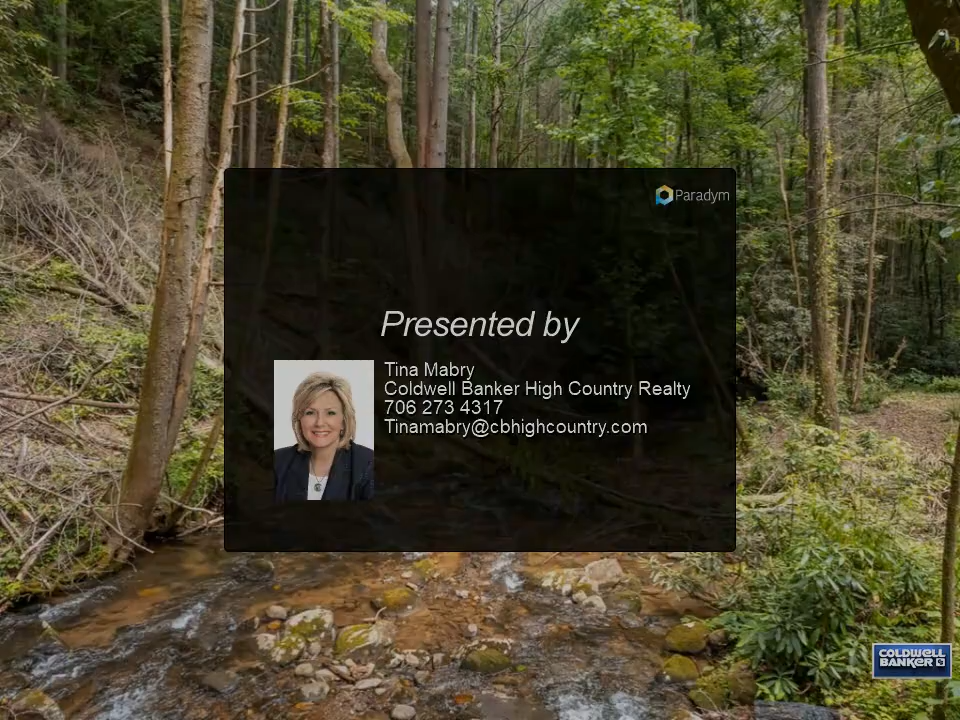 Paradym
Presented by
Tina Mabry
Coldwell Banker High Country Realty
706 273 4317
Tinamabry@cbhighcountry.com
COLDWELL
BANKER